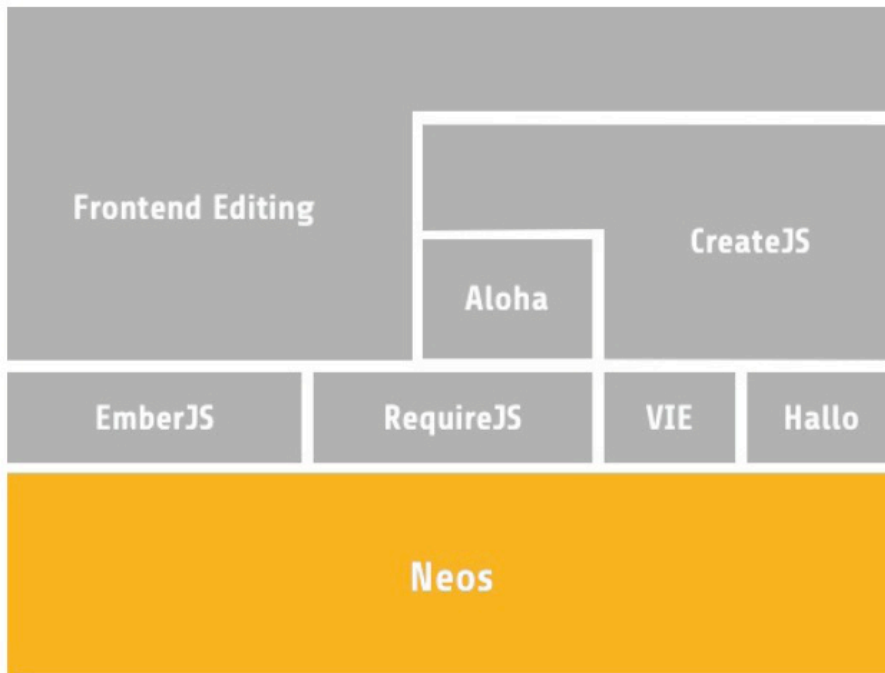 Frontend Editing
CreateJS
Aloha
EmberJS
RequireJS
VIE
Hallo
Neos